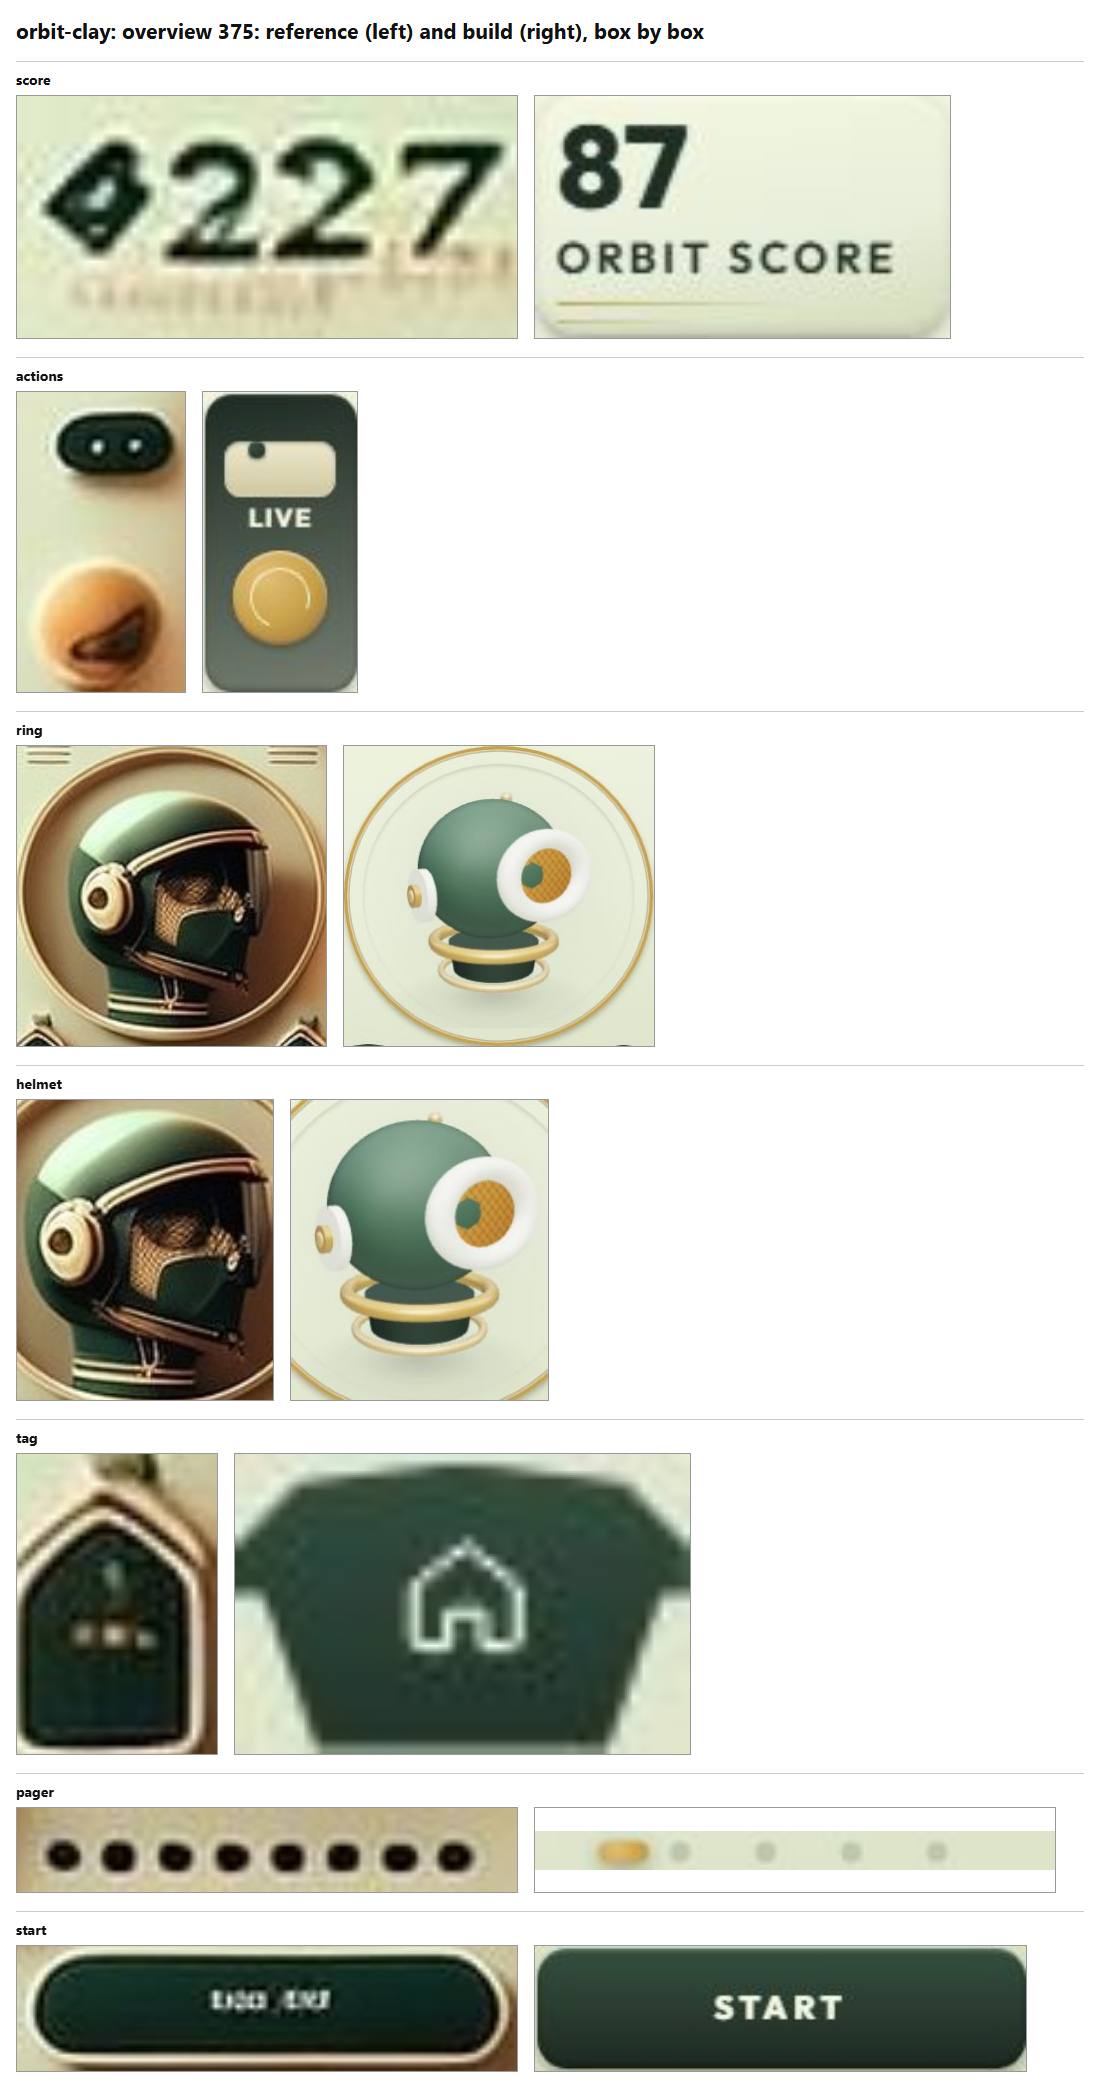 orbit-clay: overview 375: reference (left) and build (right), box by box
score
227
87
ORBIT SCORE
actions
LIVE
ring
helmet
tag
pager
start
START